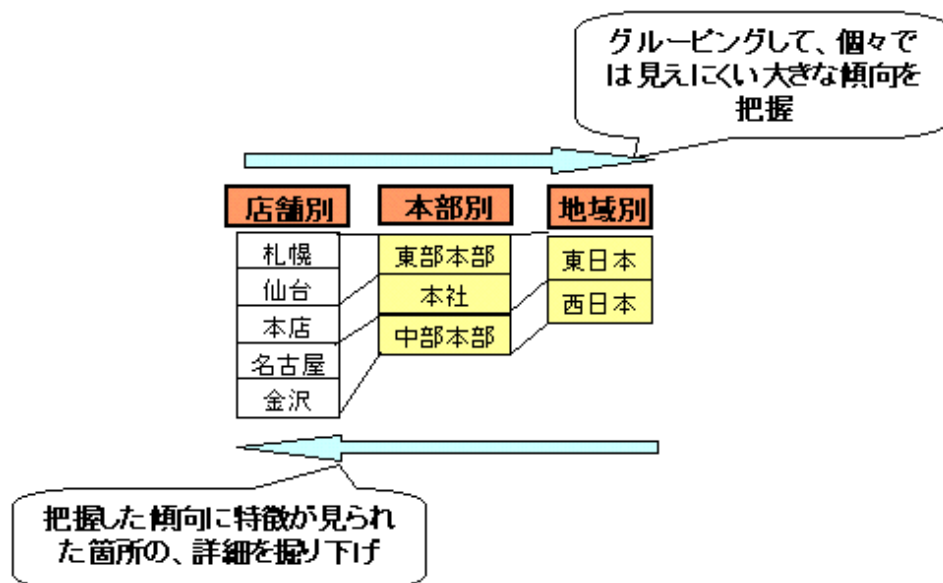 グルーピングして、個々で
は見えにくい大きな傾向を
把握
店舗別 本部別 地域別
札幌 東部本部 東日本
仙台 本社 西日本
本店 中部本部
名古屋
金沢
把握した傾向に特徴が見られ
た箇所の、詳細を掘り下げ